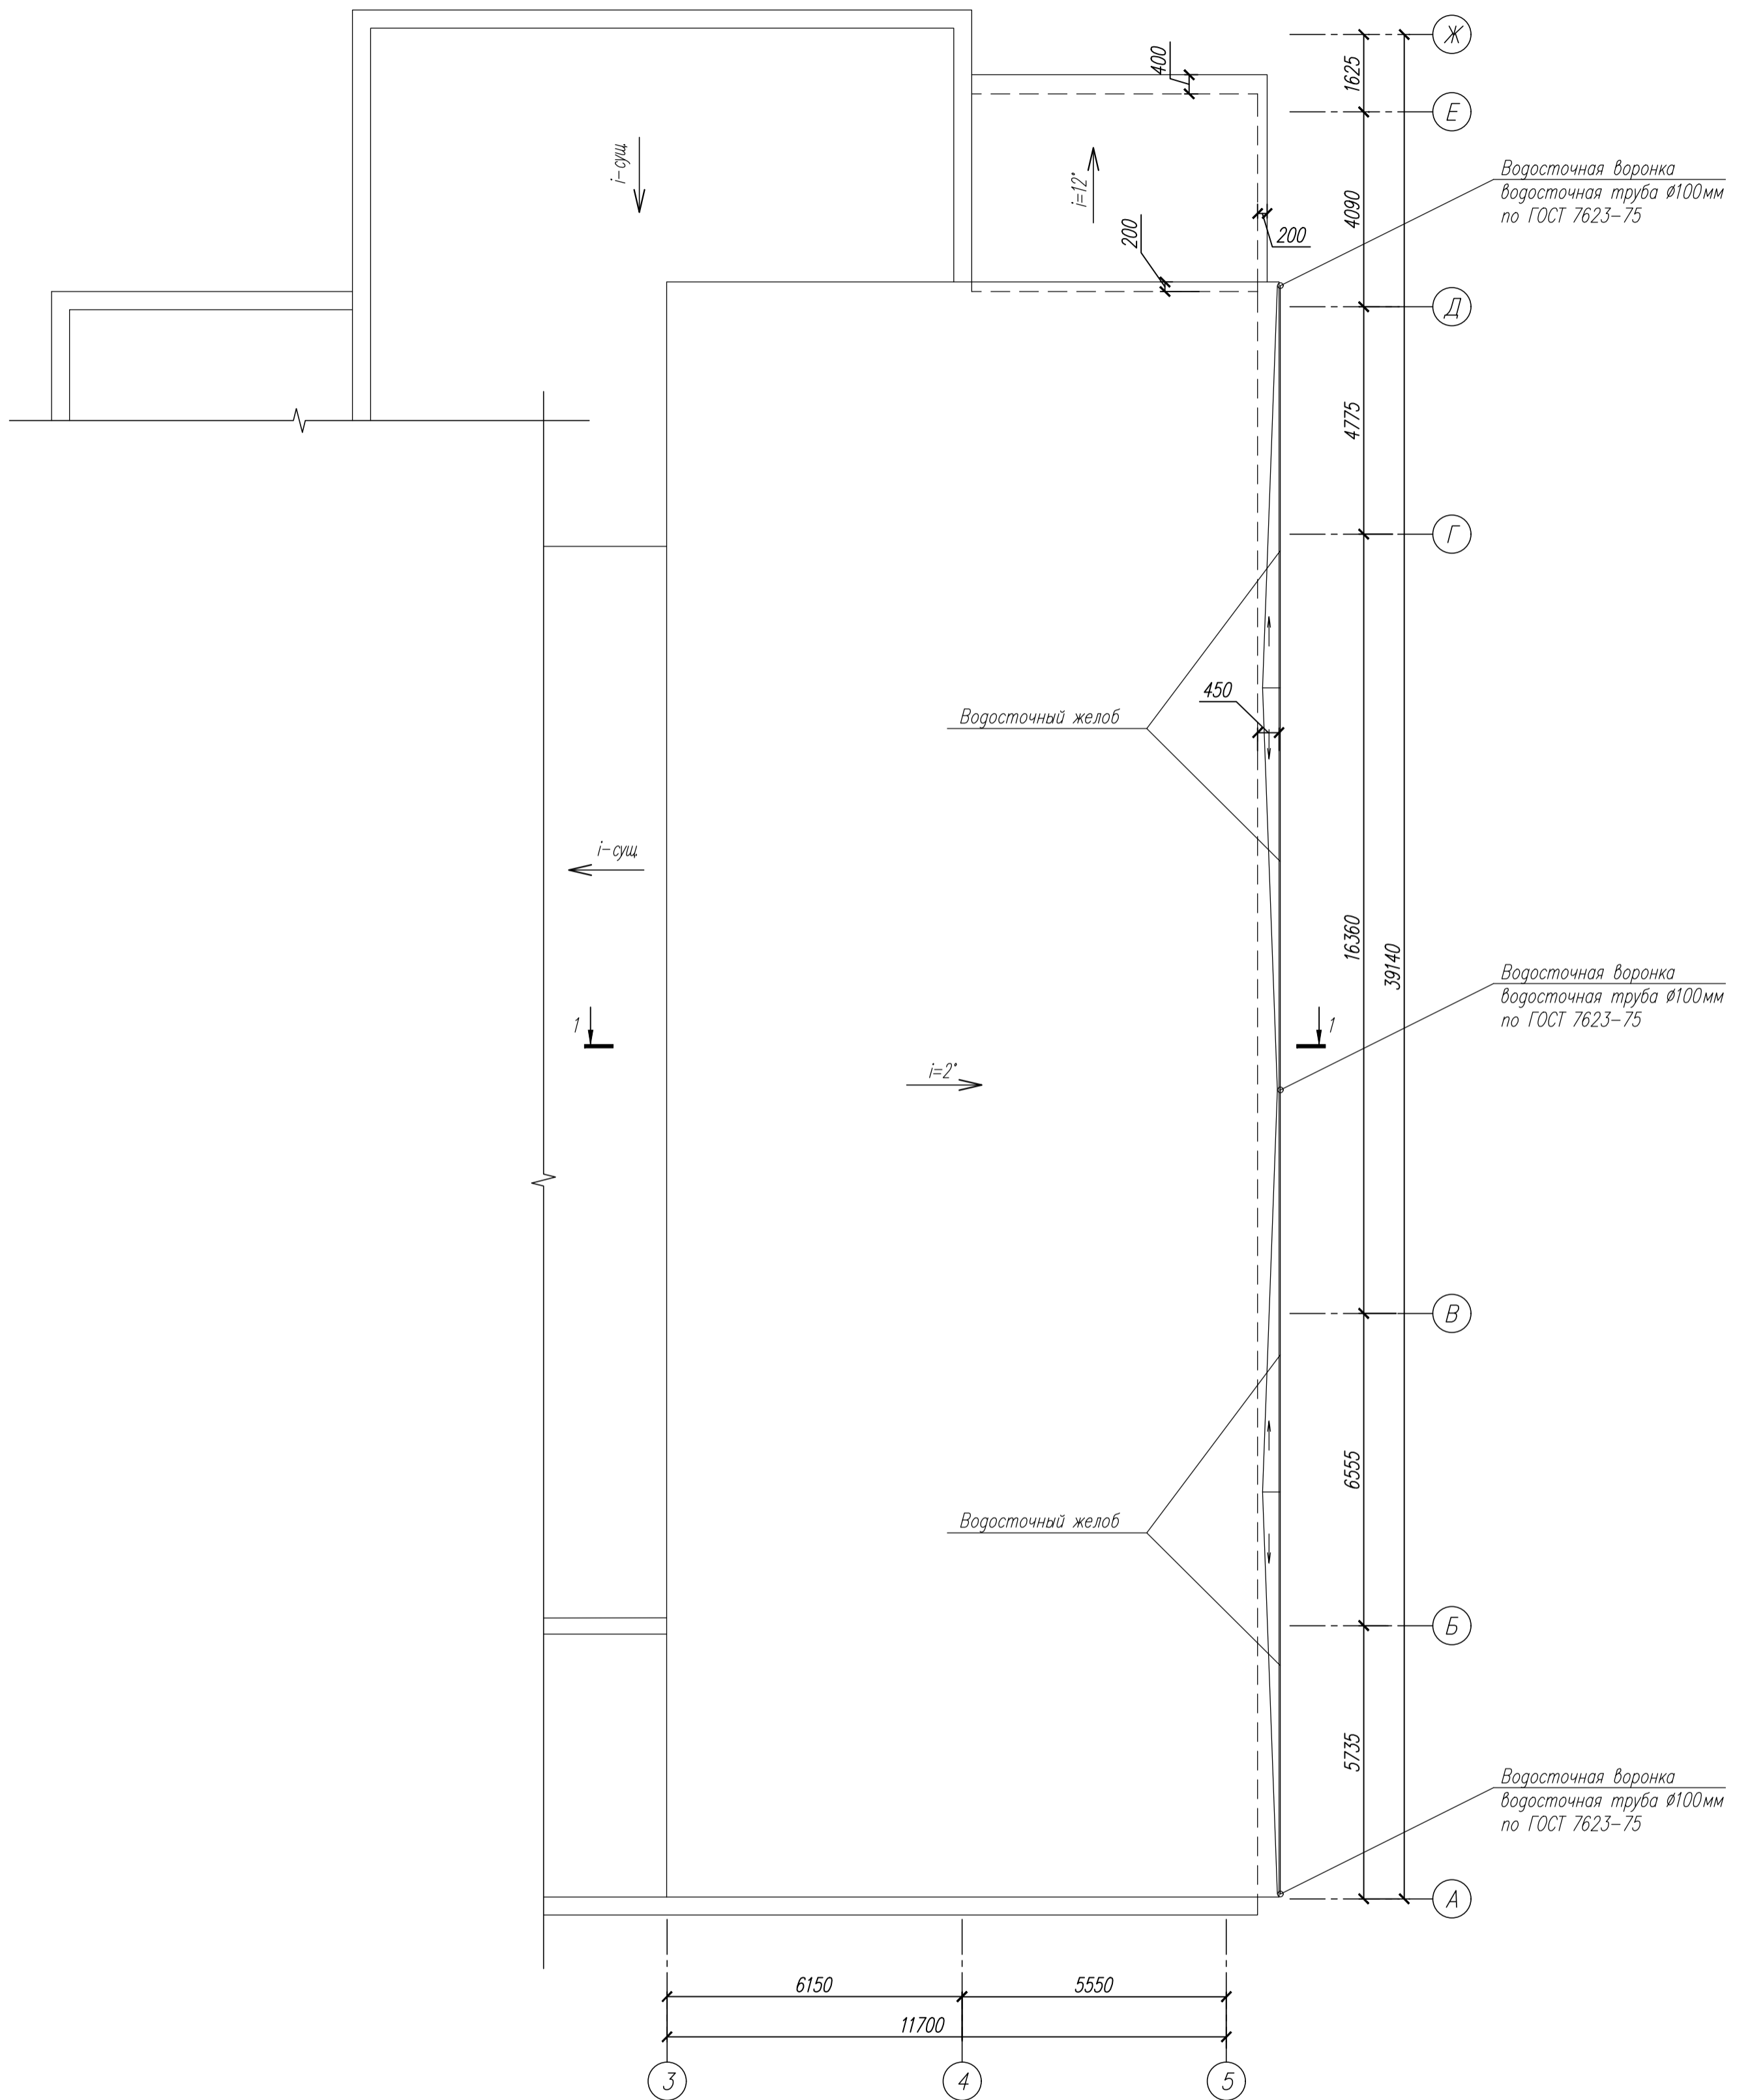 Ж
400
1625
Е
i-сущ
i=12°
Водосточная воронка
водосточная труба ø100мм
по ГОСТ 7623-75
4090
200
200
Д
4775
Г
450
Водосточный желоб
i-сущ
16360
39140
Водосточная воронка
водосточная труба ø100мм
по ГОСТ 7623-75
1
1
i=2°
В
6555
Водосточный желоб
Б
5735
Водосточная воронка
водосточная труба ø100мм
по ГОСТ 7623-75
А
6150
5550
11700
3
4
5